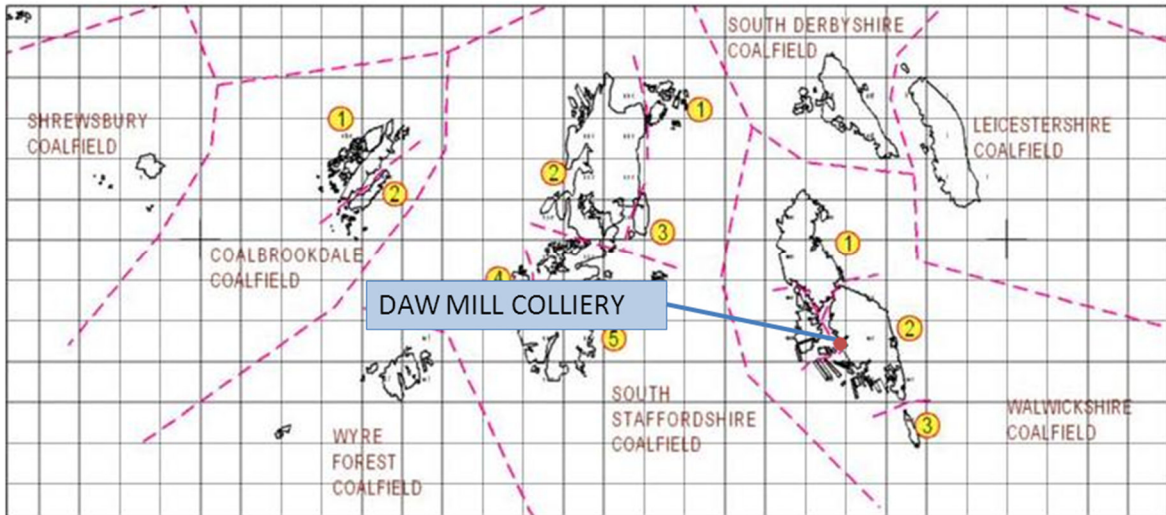 SOUTH DERBYSHIRE
COALFIELD
1
1
SHREWSBURY
COALFIELD
LEICESTERSHIRE
COALFIELD
2
2
3
1
COALBROOKDALE
COALFIELD
4
DAW MILL COLLIERY
2
5
SOUTH
STAFFORDSHIRE
COALFIELD
WALWICKSHIRE
COALFIELD
3
WYRE
FOREST
COALFIELD